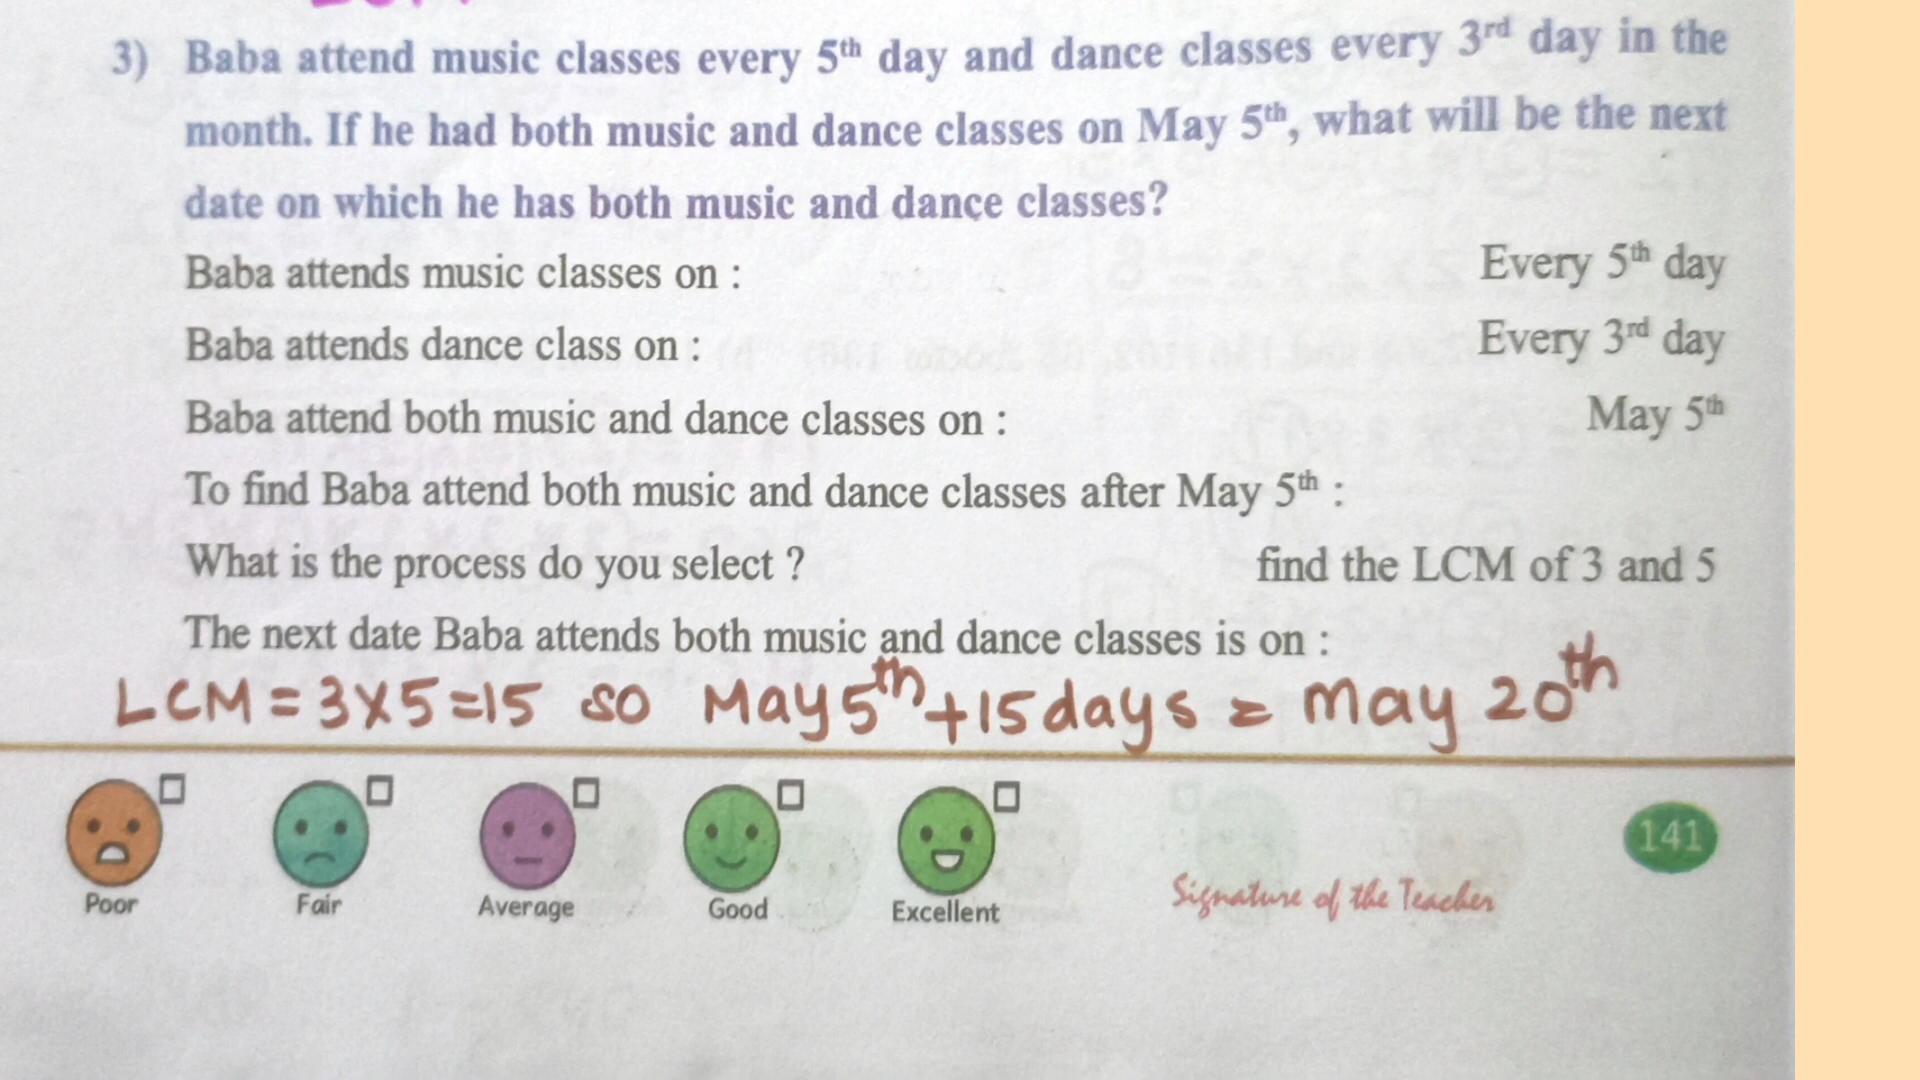 3) Baba attend music classes every 5th day and dance classes every 3rd day in the
month. If he had both music and dance classes on May 5th, what will be the next
date on which he has both music and dance classes?
Baba attends music classes on : Every 5th day
Baba attends dance class on : Every 3rd day
Baba attend both music and dance classes on : May 5th
To find Baba attend both music and dance classes after May 5th :
What is the process do you select ? find the LCM of 3 and 5
The next date Baba attends both music and dance classes is on :
LCM = 3X5=15 so May 5th +15 days = May 20th
Poor Fair Average Good Excellent
Signature of the Teacher
141